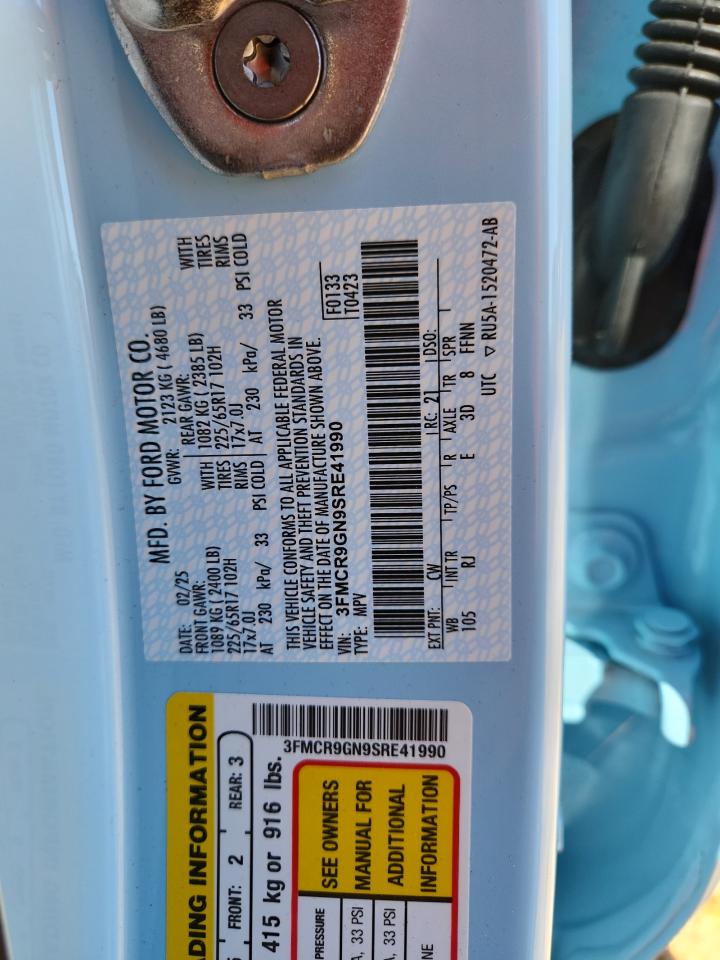 MFD. BY FORD MOTOR CO.
DATE: 02/25 GVWR: 2123 KG ( 4680 LB)
FRONT GAWR: REAR GAWR:
1089 KG ( 2400 LB) WITH 1082 KG ( 2385 LB) WITH
225/65R17 102H TIRES 225/65R17 102H TIRES
17x7.0J RIMS 17x7.0J RIMS
AT 230 kPa/ 33 PSI COLD AT 230 kPa/ 33 PSI COLD
THIS VEHICLE CONFORMS TO ALL APPLICABLE FEDERAL MOTOR
VEHICLE SAFETY AND THEFT PREVENTION STANDARDS IN
EFFECT ON THE DATE OF MANUFACTURE SHOWN ABOVE.
VIN: 3FMCR9GN9SRE41990 F0133
TYPE: MPV T0423
EXT PNT: CW RC: 21 DSO:
WB INT TR TP/PS R AXLE TR SPR
105 RJ E 3D 8 FFNN
UTC ▽ RU5A-1520472-AB
ADING INFORMATION
FRONT: 2 REAR: 3
415 kg or 916 lbs.
3FMCR9GN9SRE41990
PRESSURE
, 33 PSI
, 33 PSI
NE
SEE OWNERS
MANUAL FOR
ADDITIONAL
INFORMATION